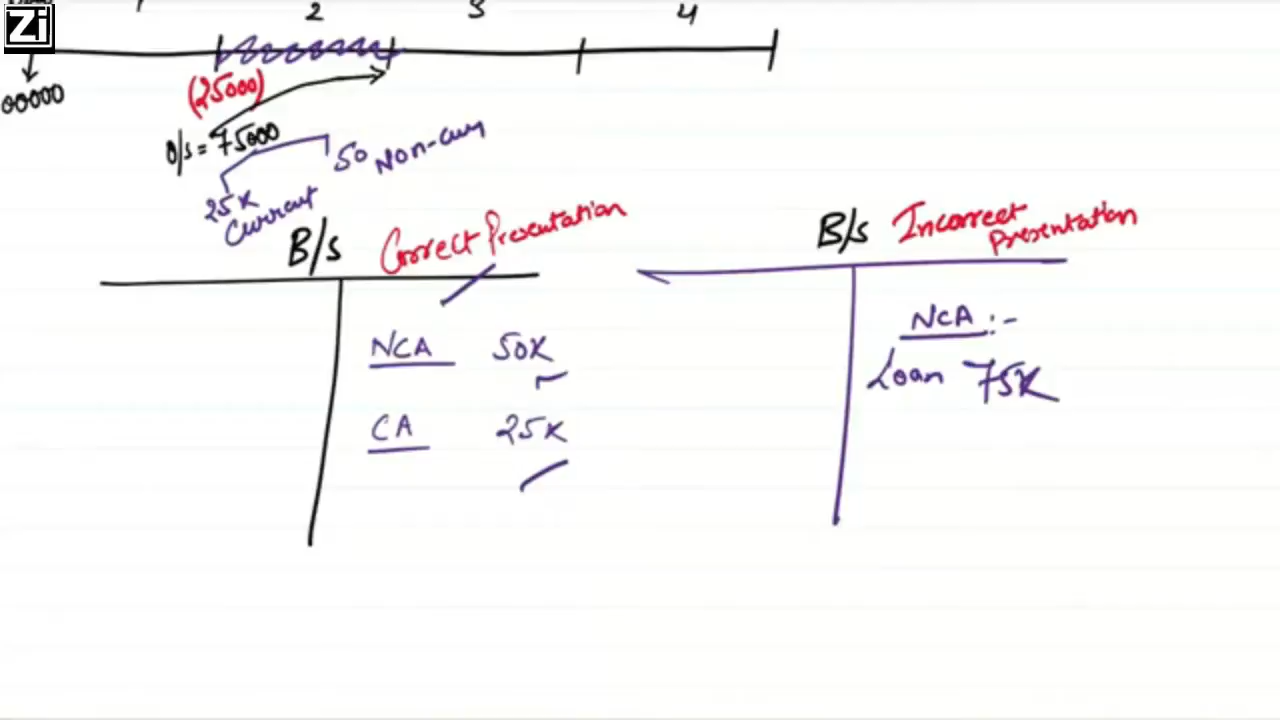 Zi
2 3 4
00000
(25000)
O/s = 75000
50 Non-curr
25K
Current
B/s Correct Presentation
B/s Incorrect
Presentation
NCA 50K
CA 25K
NCA :-
Loan 75K